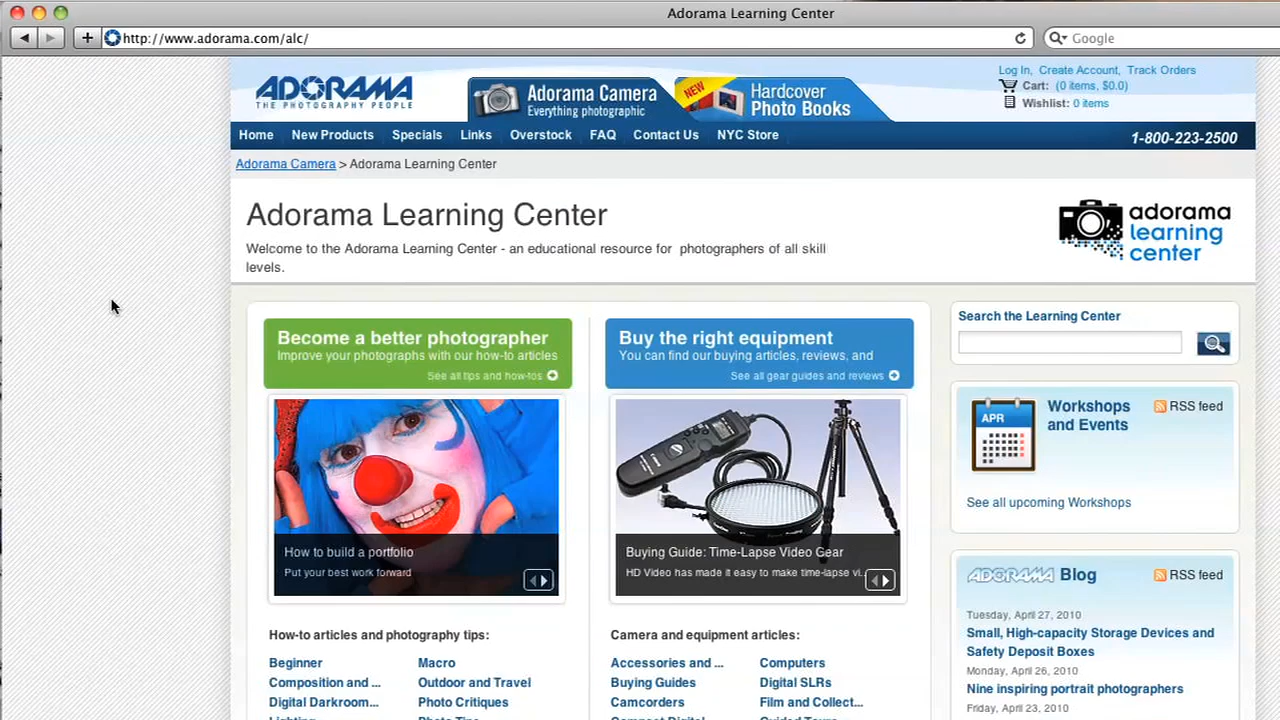 Adorama Learning Center
http://www.adorama.com/alc/
Google
ADORAMA
THE PHOTOGRAPHY PEOPLE
Adorama Camera
Everything photographic
NEW
Hardcover
Photo Books
Log In, Create Account, Track Orders
Cart: (0 items, $0.0)
Wishlist: 0 items
Home New Products Specials Links Overstock FAQ Contact Us NYC Store
1-800-223-2500
Adorama Camera > Adorama Learning Center
Adorama Learning Center
Welcome to the Adorama Learning Center - an educational resource for photographers of all skill
levels.
adorama
learning
center
Become a better photographer
Improve your photographs with our how-to articles
See all tips and how-tos
How to build a portfolio
Put your best work forward
How-to articles and photography tips:
Beginner Macro
Composition and ... Outdoor and Travel
Digital Darkroom... Photo Critiques
Lighting Photo Tips
Buy the right equipment
You can find our buying articles, reviews, and
See all gear guides and reviews
Buying Guide: Time-Lapse Video Gear
HD Video has made it easy to make time-lapse vi...
Camera and equipment articles:
Accessories and ... Computers
Buying Guides Digital SLRs
Camcorders Film and Collect...
Compact Digital Guided Tours
Search the Learning Center
APR
Workshops
and Events
RSS feed
See all upcoming Workshops
ADORAMA Blog
RSS feed
Tuesday, April 27, 2010
Small, High-capacity Storage Devices and
Safety Deposit Boxes
Monday, April 26, 2010
Nine inspiring portrait photographers
Friday, April 23, 2010